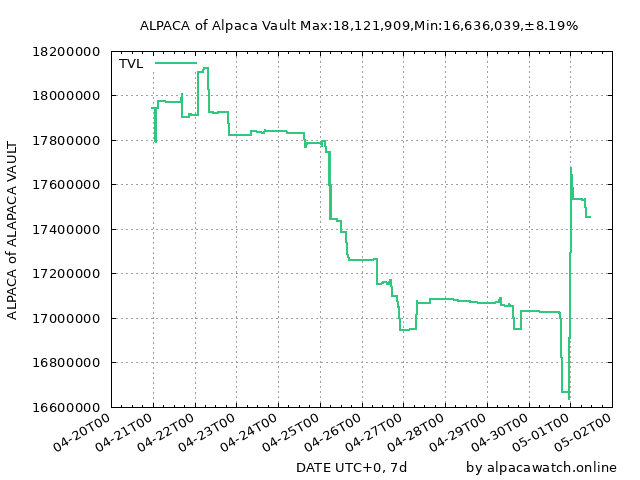 ALPACA of Alpaca Vault Max:18,121,909,Min:16,636,039,±8.19%
TVL
18200000
18000000
17800000
17600000
17400000
17200000
17000000
16800000
16600000
ALPACA of ALAPACA VAULT
04-20T00
04-21T00
04-22T00
04-23T00
04-24T00
04-25T00
04-26T00
04-27T00
04-28T00
04-29T00
04-30T00
05-01T00
05-02T00
DATE UTC+0, 7d
by alpacawatch.online